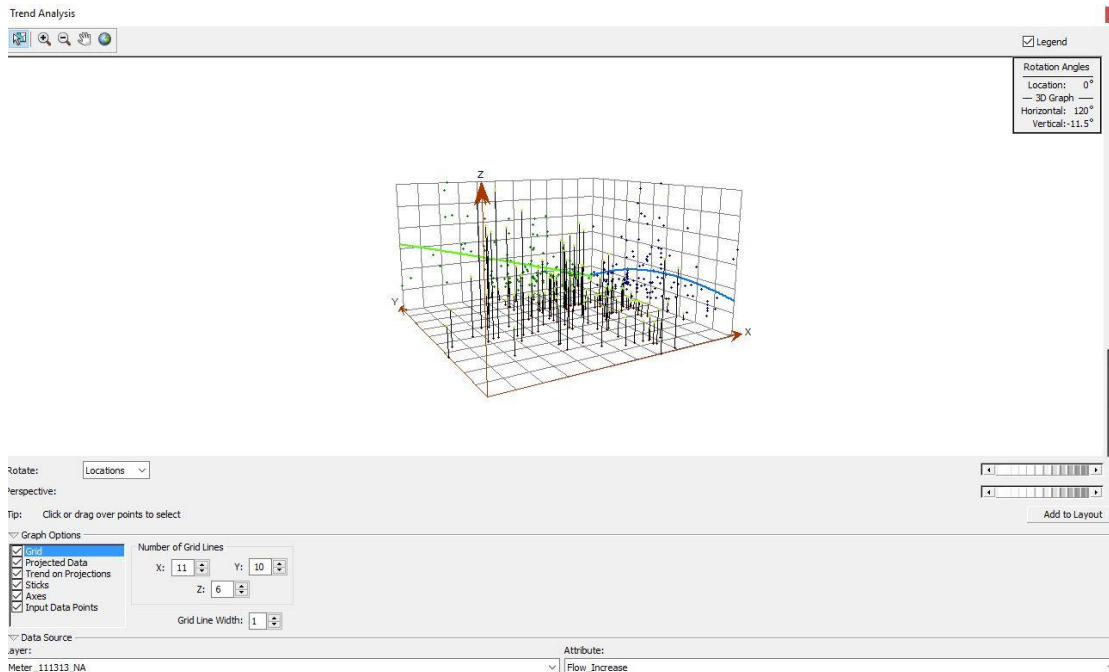 Trend Analysis
Legend
Rotation Angles
Location: 0°
3D Graph
Horizontal: 120°
Vertical:-11.5°
Z
Y
X
Rotate: Locations
Perspective:
Tip: Click or drag over points to select
Add to Layout
Graph Options
Grid
Projected Data
Trend on Projections
Sticks
Axes
Input Data Points
Number of Grid Lines
X: 11 Y: 10
Z: 6
Grid Line Width: 1
Data Source
Layer: Attribute:
Meter_111313_NA Flow_Increase